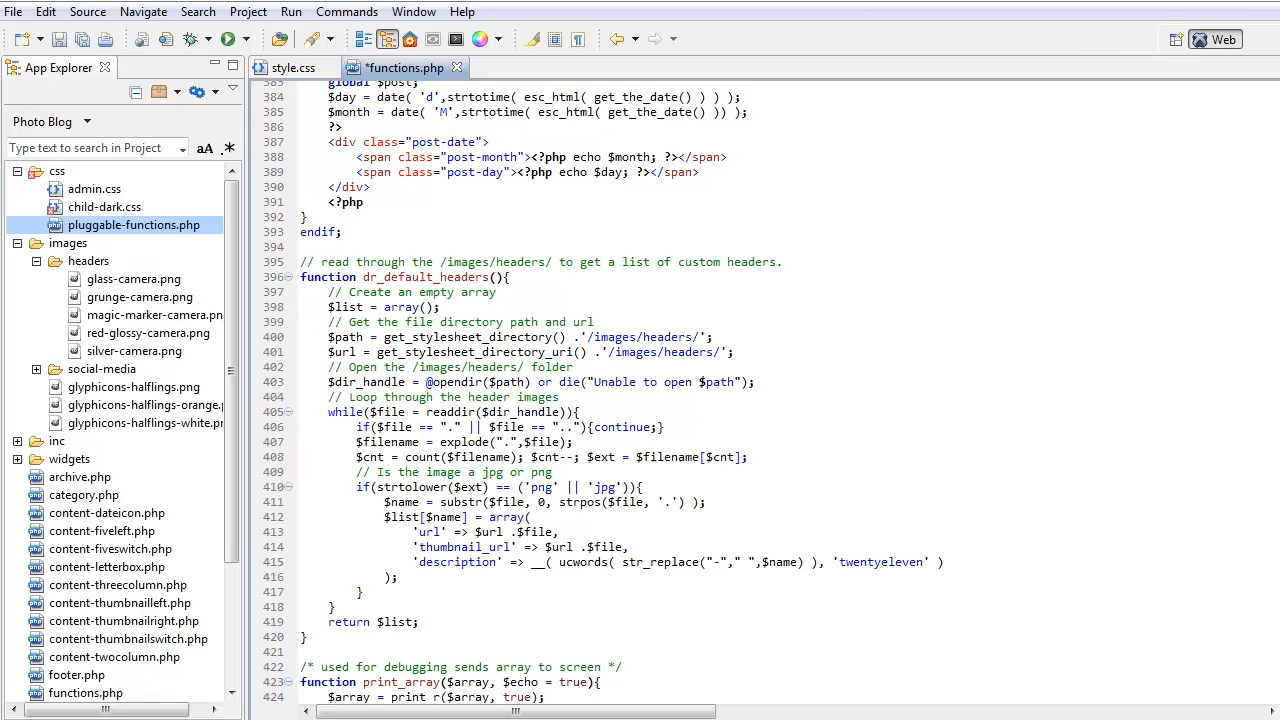 File Edit Source Navigate Search Project Run Commands Window Help
Web
App Explorer
style.css
*functions.php
Photo Blog
Type text to search in Project
aA .*
css
admin.css
child-dark.css
pluggable-functions.php
images
headers
glass-camera.png
grunge-camera.png
magic-marker-camera.pn
red-glossy-camera.png
silver-camera.png
social-media
glyphicons-halflings.png
glyphicons-halflings-orange.p
glyphicons-halflings-white.pr
inc
widgets
archive.php
category.php
content-dateicon.php
content-fiveleft.php
content-fiveswitch.php
content-letterbox.php
content-threecolumn.php
content-thumbnailleft.php
content-thumbnailright.php
content-thumbnailswitch.php
content-twocolumn.php
footer.php
functions.php
383 global $post;
384 $day = date( 'd',strtotime( esc_html( get_the_date() ) ) );
385 $month = date( 'M',strtotime( esc_html( get_the_date() )) );
386 ?>
387 <div class="post-date">
388 <span class="post-month"><?php echo $month; ?></span>
389 <span class="post-day"><?php echo $day; ?></span>
390 </div>
391 <?php
392 }
393 endif;
394
395 // read through the /images/headers/ to get a list of custom headers.
396 function dr_default_headers(){
397 // Create an empty array
398 $list = array();
399 // Get the file directory path and url
400 $path = get_stylesheet_directory() .'/images/headers/';
401 $url = get_stylesheet_directory_uri() .'/images/headers/';
402 // Open the /images/headers/ folder
403 $dir_handle = @opendir($path) or die("Unable to open $path");
404 // Loop through the header images
405 while($file = readdir($dir_handle)){
406 if($file == "." || $file == ".."){continue;}
407 $filename = explode(".",$file);
408 $cnt = count($filename); $cnt--; $ext = $filename[$cnt];
409 // Is the image a jpg or png
410 if(strtolower($ext) == ('png' || 'jpg')){
411 $name = substr($file, 0, strpos($file, '.') );
412 $list[$name] = array(
413 'url' => $url .$file,
414 'thumbnail_url' => $url .$file,
415 'description' => __( ucwords( str_replace("-"," ",$name) ), 'twentyeleven' )
416 );
417 }
418 }
419 return $list;
420 }
421
422 /* used for debugging sends array to screen */
423 function print_array($array, $echo = true){
424 $array = print_r($array, true);